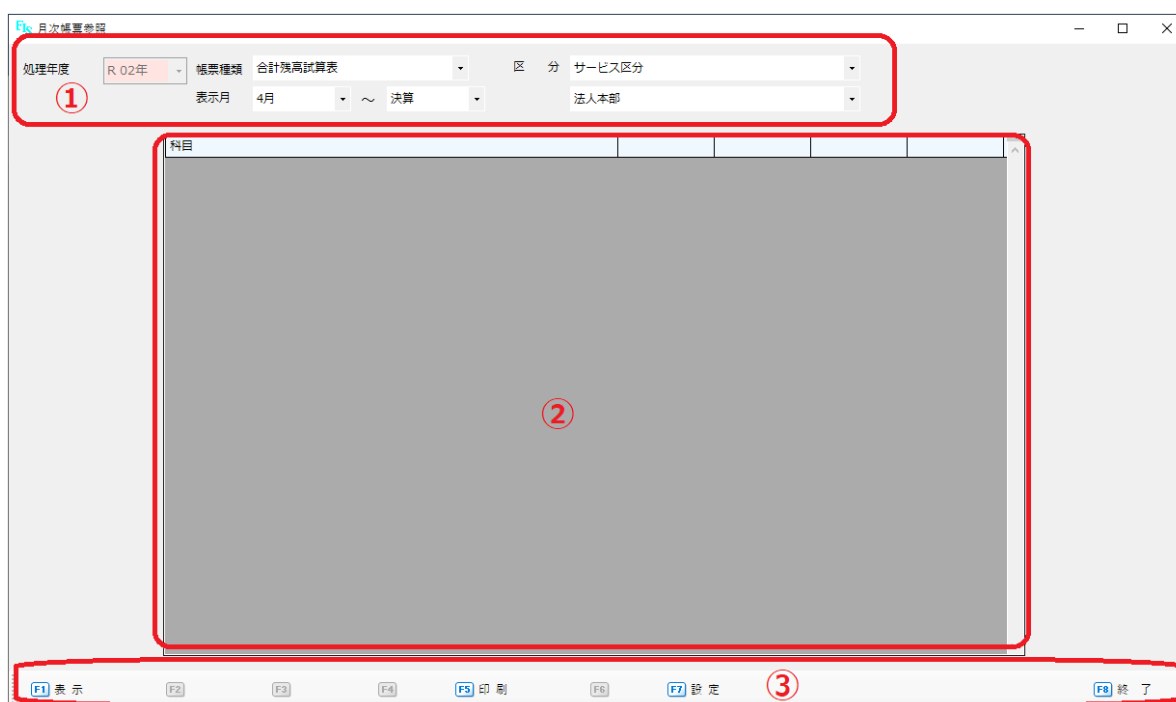 FKS 月次帳票参照
処理年度 R 02年 帳票種類 合計残高試算表 区 分 サービス区分
① 表示月 4月 ～ 決算 法人本部
科目
②
F1 表 示 F2 F3 F4 F5 印 刷 F6 F7 設 定 ③ F8 終 了